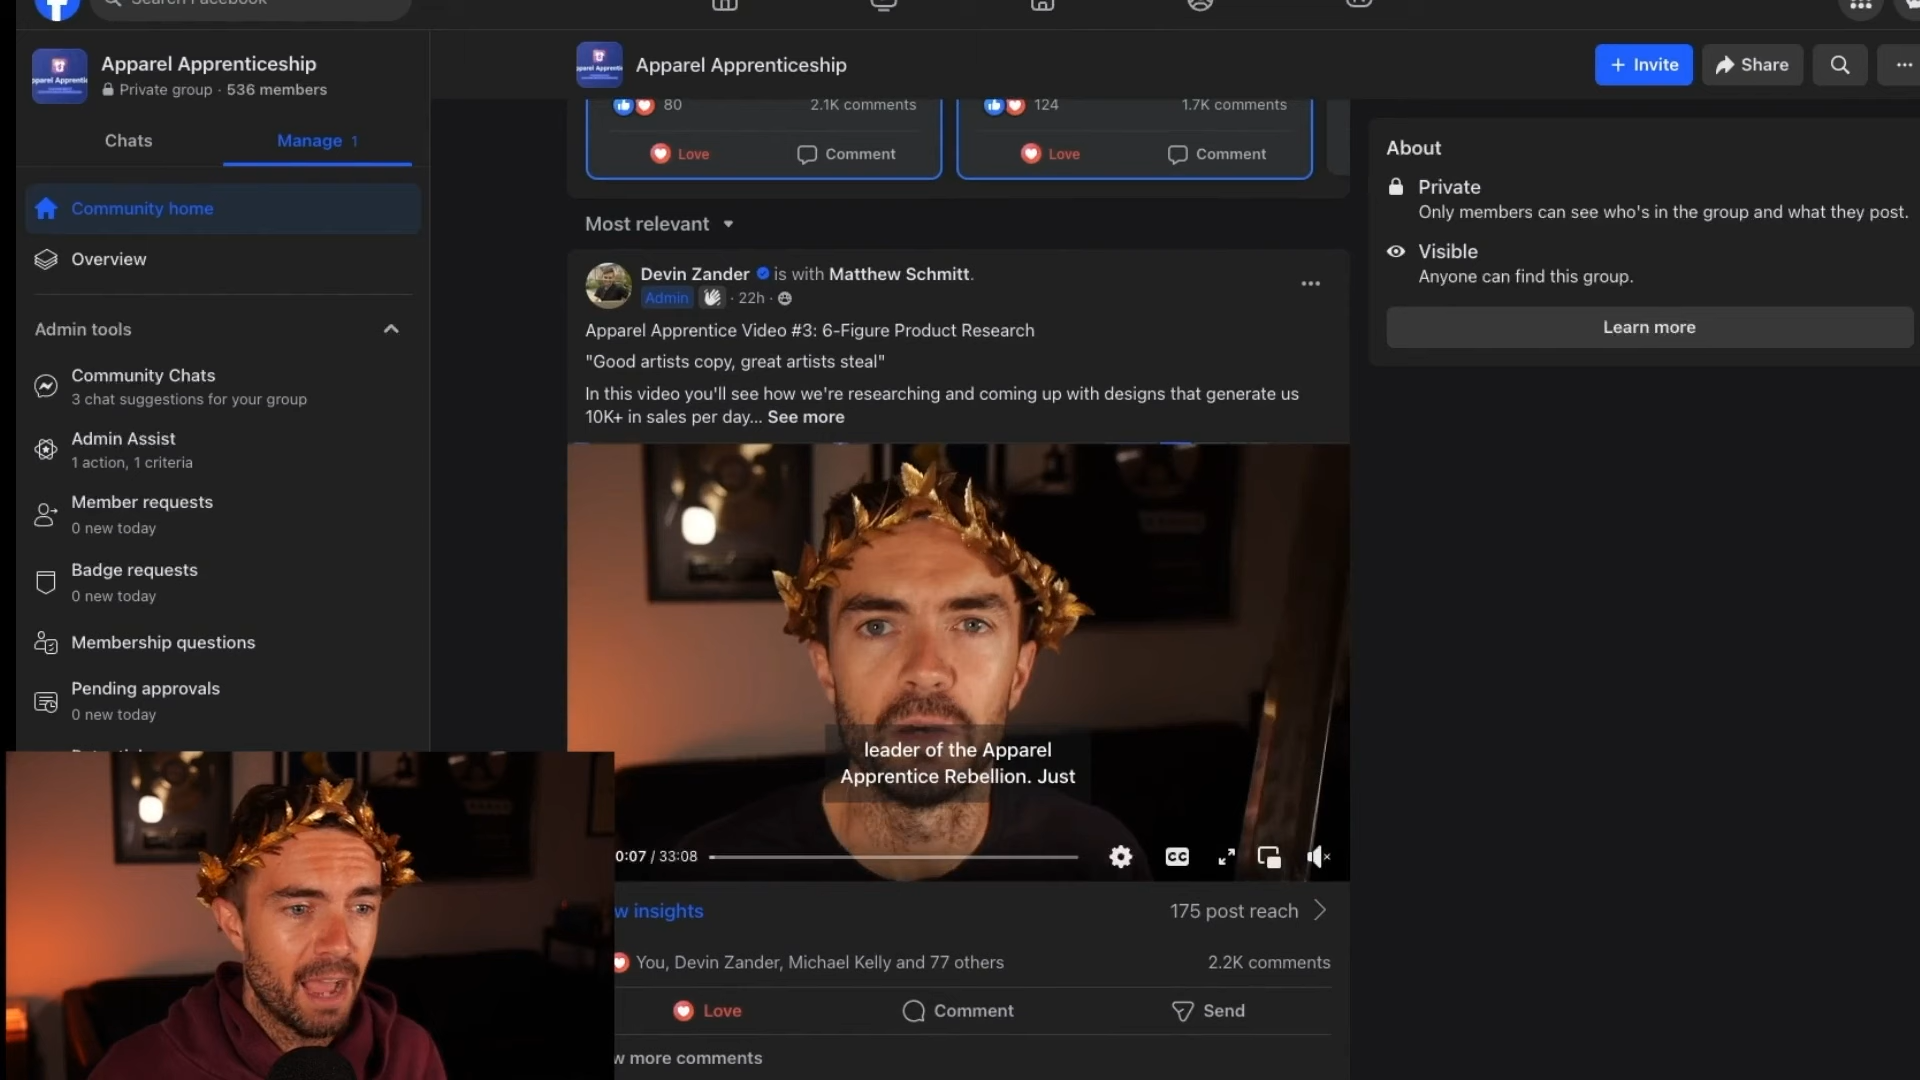 Search Facebook
Apparel Apprenticeship
Private group · 536 members
Chats
Manage 1
Community home
Overview
Admin tools
Community Chats
3 chat suggestions for your group
Admin Assist
1 action, 1 criteria
Member requests
0 new today
Badge requests
0 new today
Membership questions
Pending approvals
0 new today
Apparel Apprenticeship
+ Invite
Share
80
2.1K comments
124
1.7K comments
Love
Comment
Love
Comment
Most relevant
Devin Zander is with Matthew Schmitt.
Admin · 22h ·
Apparel Apprentice Video #3: 6-Figure Product Research
"Good artists copy, great artists steal"
In this video you'll see how we're researching and coming up with designs that generate us
10K+ in sales per day... See more
leader of the Apparel
Apprentice Rebellion. Just
0:07 / 33:08
CC
w insights
175 post reach
You, Devin Zander, Michael Kelly and 77 others
2.2K comments
Love
Comment
Send
w more comments
About
Private
Only members can see who's in the group and what they post.
Visible
Anyone can find this group.
Learn more